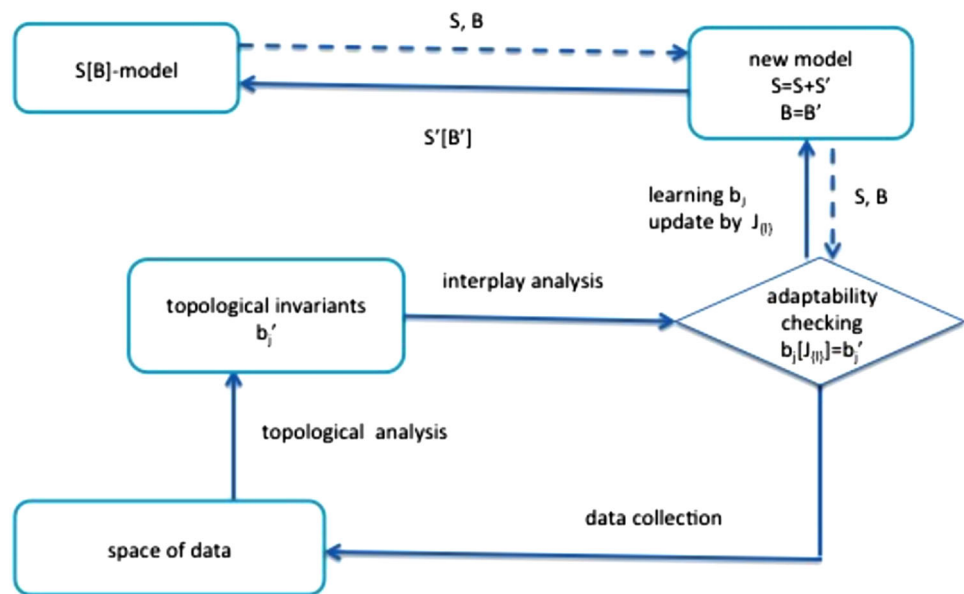 S, B
S[B]-model
new model
S=S+S’
B=B’
S’[B’]
learning bⱼ
update by J₍ₗ₎
S, B
interplay analysis
topological invariants
bⱼ’
adaptability
checking
bⱼ[J{l}]=bⱼ’
topological analysis
data collection
space of data